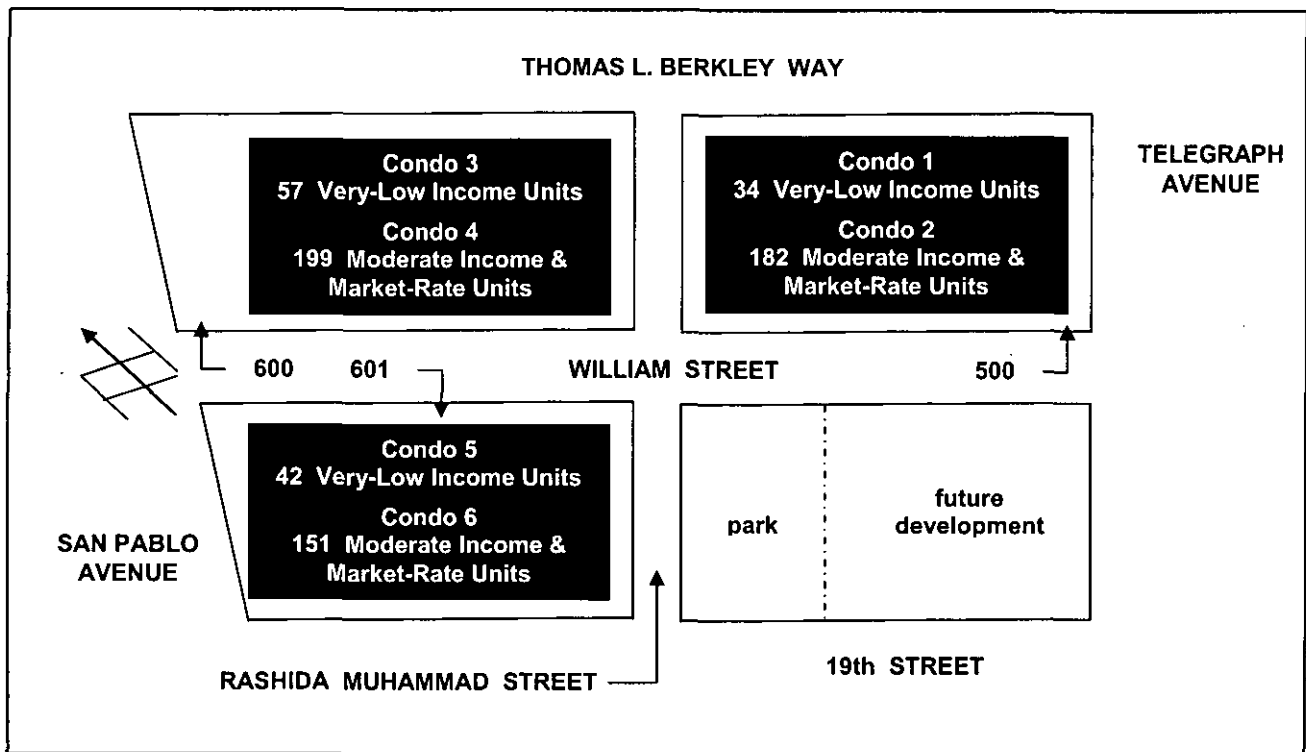 THOMAS L. BERKLEY WAY
Condo 3
57 Very-Low Income Units
Condo 4
199 Moderate Income &
Market-Rate Units
Condo 1
34 Very-Low Income Units
Condo 2
182 Moderate Income &
Market-Rate Units
TELEGRAPH
AVENUE
600
601
WILLIAM STREET
500
Condo 5
42 Very-Low Income Units
Condo 6
151 Moderate Income &
Market-Rate Units
SAN PABLO
AVENUE
park
future
development
RASHIDA MUHAMMAD STREET
19th STREET